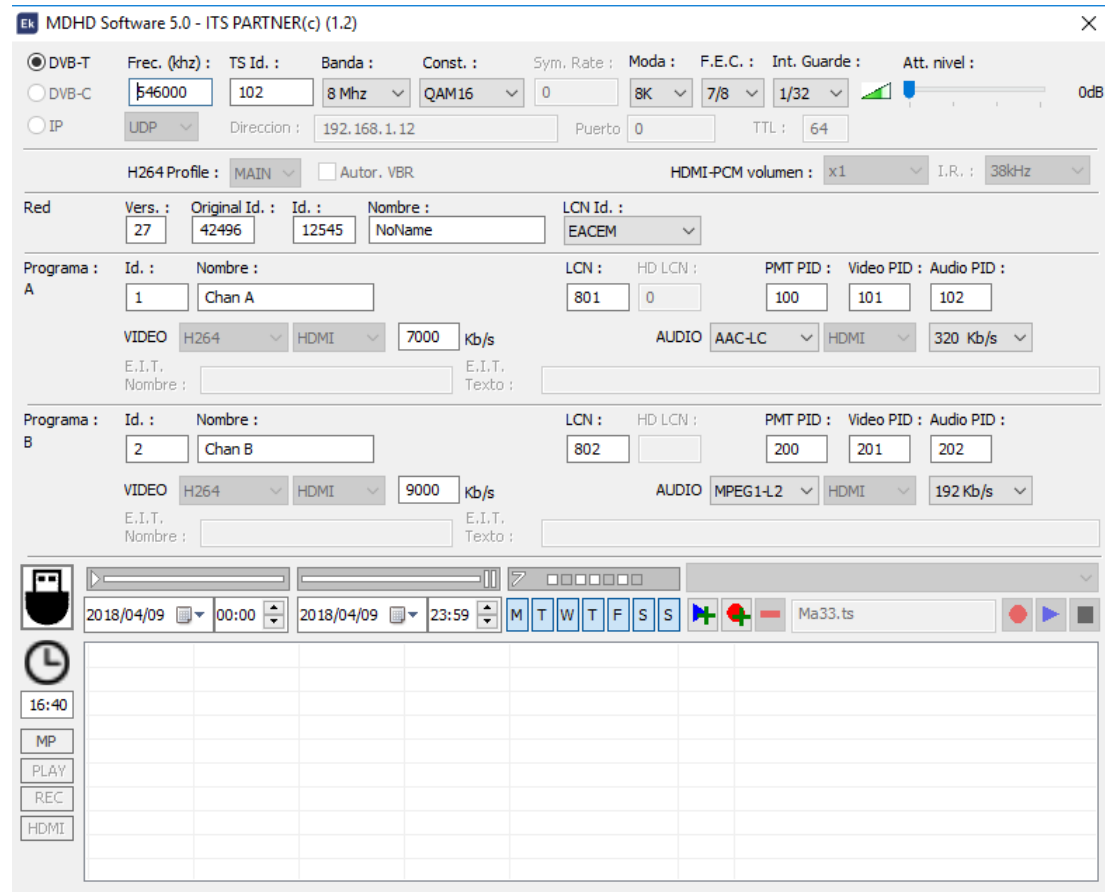 Ek MDHD Software 5.0 - ITS PARTNER(c) (1.2)
DVB-T Frec. (khz) : TS Id. : Banda : Const. : Sym. Rate : Moda : F.E.C. : Int. Guarde : Att. nivel :
DVB-C 546000 102 8 Mhz QAM16 0 8K 7/8 1/32 0dB
IP UDP Direccion : 192.168.1.12 Puerto 0 TTL : 64
H264 Profile : MAIN Autor. VBR HDMI-PCM volumen : x1 I.R. : 38kHz
Red Vers. : Original Id. : Id. : Nombre : LCN Id. :
27 42496 12545 NoName EACEM
Programa : Id. : Nombre : LCN : HD LCN : PMT PID : Video PID : Audio PID :
A 1 Chan A 801 0 100 101 102
VIDEO H264 HDMI 7000 Kb/s AUDIO AAC-LC HDMI 320 Kb/s
E.I.T. E.I.T.
Nombre : Texto :
Programa : Id. : Nombre : LCN : HD LCN : PMT PID : Video PID : Audio PID :
B 2 Chan B 802 200 201 202
VIDEO H264 HDMI 9000 Kb/s AUDIO MPEG1-L2 HDMI 192 Kb/s
E.I.T. E.I.T.
Nombre : Texto :
7
2018/04/09 00:00 2018/04/09 23:59 M T W T F S S Ma33.ts
16:40
MP
PLAY
REC
HDMI